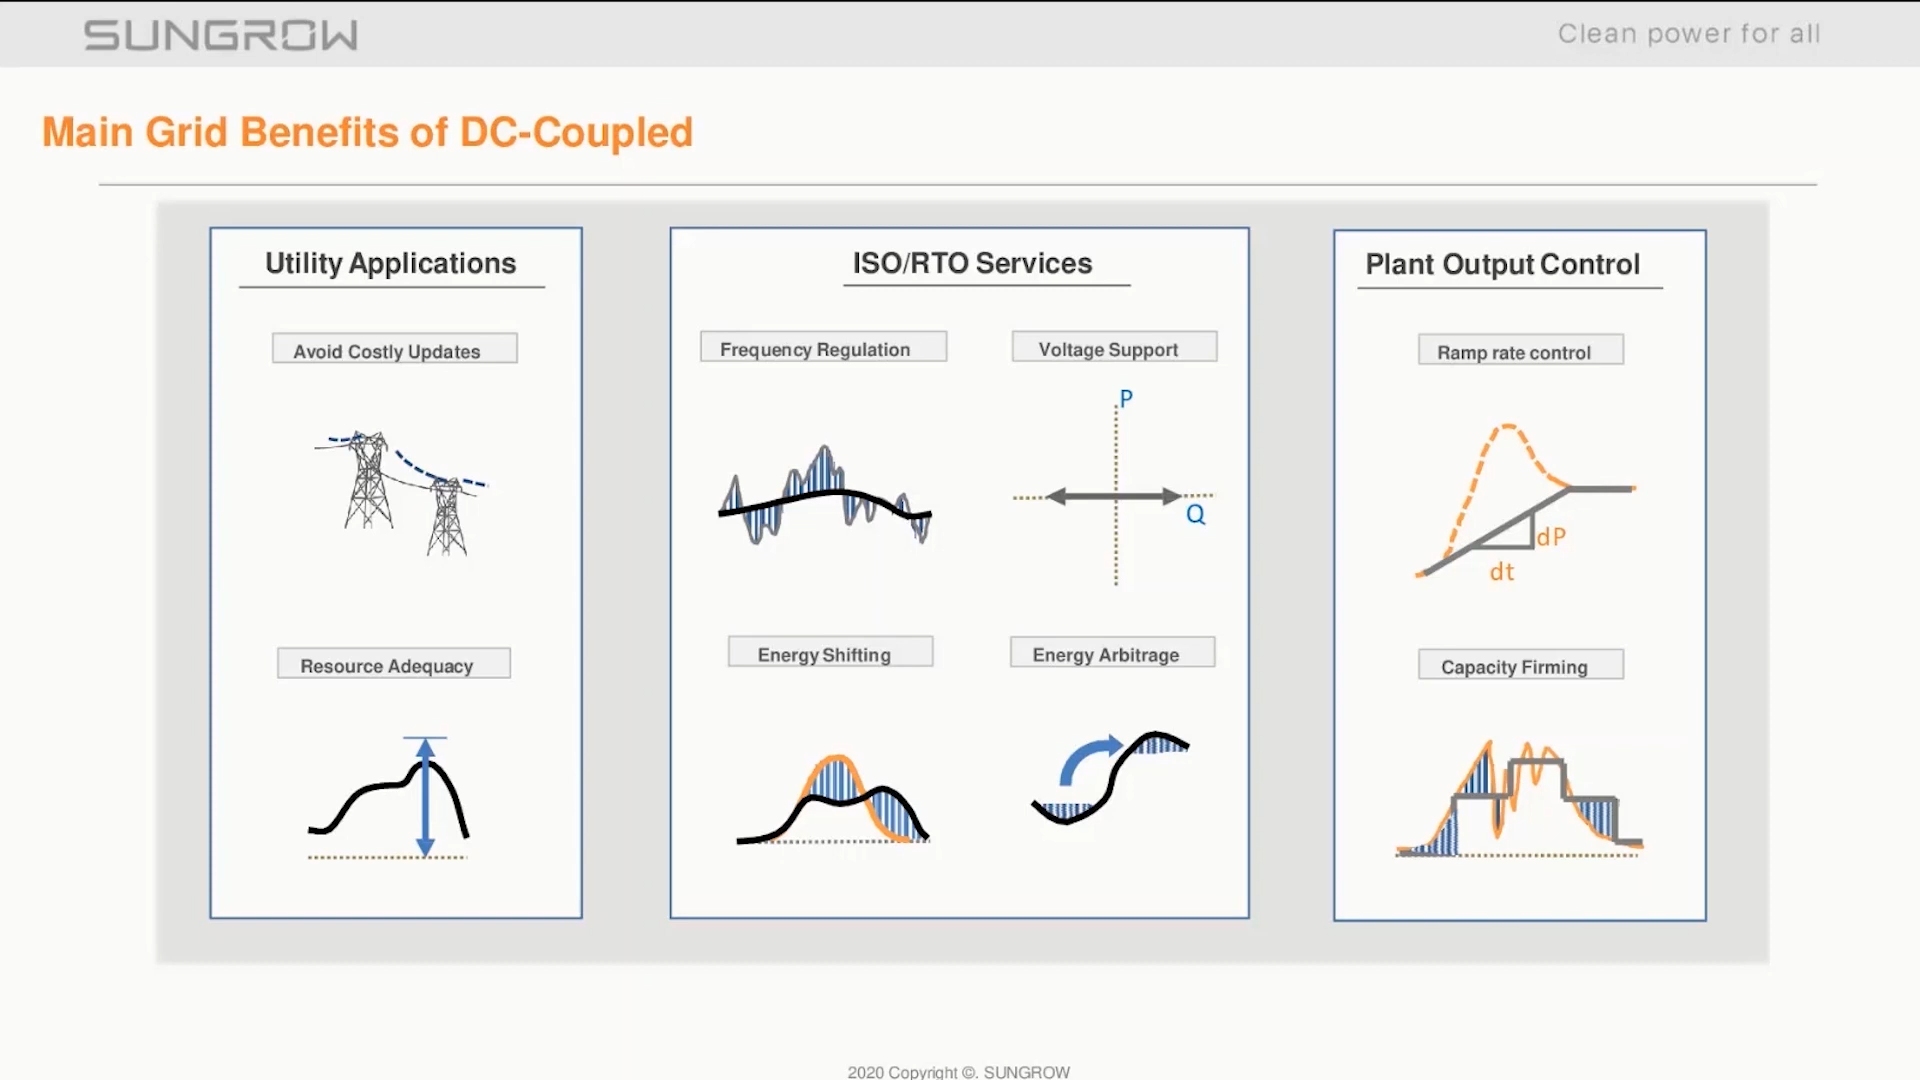 SUNGROW
Clean power for all
Main Grid Benefits of DC-Coupled
Utility Applications
Avoid Costly Updates
Resource Adequacy
ISO/RTO Services
Frequency Regulation
Voltage Support
P
Q
Energy Shifting
Energy Arbitrage
Plant Output Control
Ramp rate control
dP
dt
Capacity Firming
2020 Copyright ©. SUNGROW